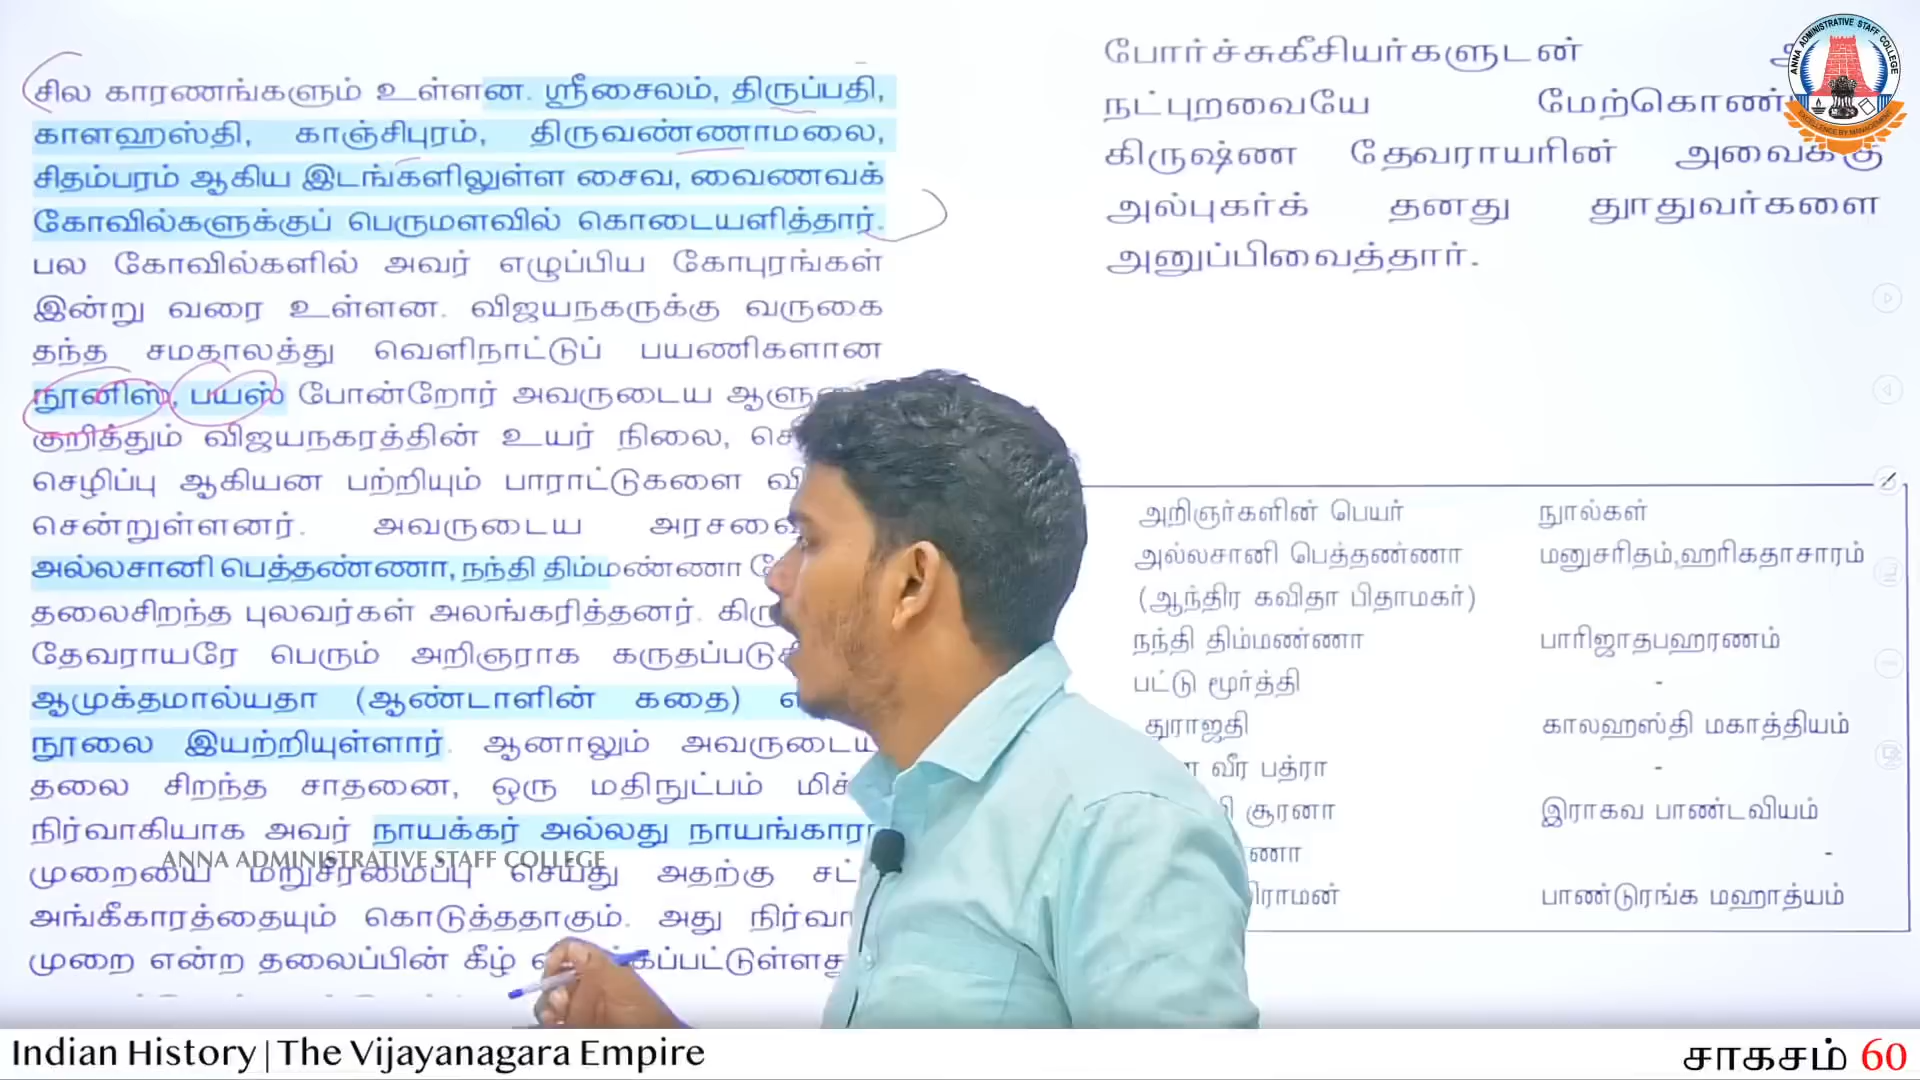 சில காரணங்களும் உள்ளன. ஸ்ரீசைலம், திருப்பதி,
காளஹஸ்தி, காஞ்சிபுரம், திருவண்ணாமலை,
சிதம்பரம் ஆகிய இடங்களிலுள்ள சைவ, வைணவக்
கோவில்களுக்குப் பெருமளவில் கொடையளித்தார்.
பல கோவில்களில் அவர் எழுப்பிய கோபுரங்கள்
இன்று வரை உள்ளன. விஜயநகருக்கு வருகை
தந்த சமகாலத்து வெளிநாட்டுப் பயணிகளான
நூனிஸ், பயஸ் போன்றோர் அவருடைய
குறித்தும் விஜயநகரத்தின் உயர் நிலை,
செழிப்பு ஆகியன பற்றியும் பாராட்டுகளை
சென்றுள்ளனர். அவருடைய
அல்லசானி பெத்தண்ணா, நந்தி திம்மண்ணா
தலைசிறந்த புலவர்கள் அலங்கரித்தனர்.
தேவராயரே பெரும் அறிஞராக
ஆமுக்தமால்யதா (ஆண்டாளின் கதை)
நூலை இயற்றியுள்ளார். ஆனாலும் அவருடைய
தலை சிறந்த சாதனை, ஒரு மதிநுட்பம்
நிர்வாகியாக அவர் நாயக்கர் அல்லது
முறையை மறுசீரமைப்பு செய்து அதற்கு
அங்கீகாரத்தையும் கொடுத்ததாகும். அது
முறை என்ற தலைப்பின் கீழ்
போர்ச்சுகீசியர்களுடன்
நட்புறவையே
கிருஷ்ண தேவராயரின் அவைக்கு
அல்புகர்க் தனது தூதுவர்களை
அனுப்பிவைத்தார்.
அறிஞர்களின் பெயர் நூல்கள்
அல்லசானி பெத்தண்ணா மனுசரிதம்,ஹரிகதாசாரம்
(ஆந்திர கவிதா பிதாமகர்)
நந்தி திம்மண்ணா பாரிஜாதபஹரணம்
பட்டு மூர்த்தி -
துராஜதி காலஹஸ்தி மகாத்தியம்
வீர பத்ரா -
சூரனா இராகவ பாண்டவியம்
-
பாண்டுரங்க மஹாத்யம்
ANNA ADMINISTRATIVE STAFF COLLEGE
ANNA ADMINISTRATIVE STAFF COLLEGE
EXCELLENCE BY MANAGEMENT
Indian History | The Vijayanagara Empire
சாகசம் 60